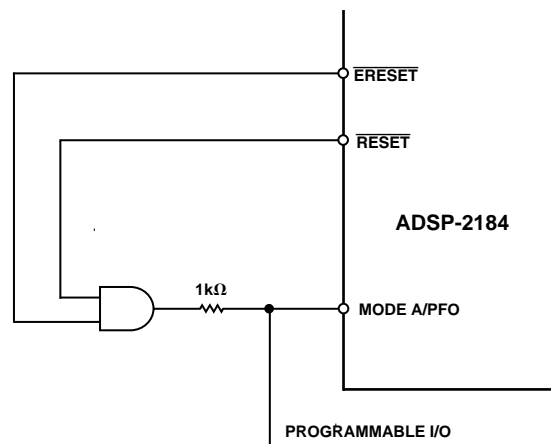 ERESET
RESET
ADSP-2184
1kΩ
MODE A/PFO
PROGRAMMABLE I/O